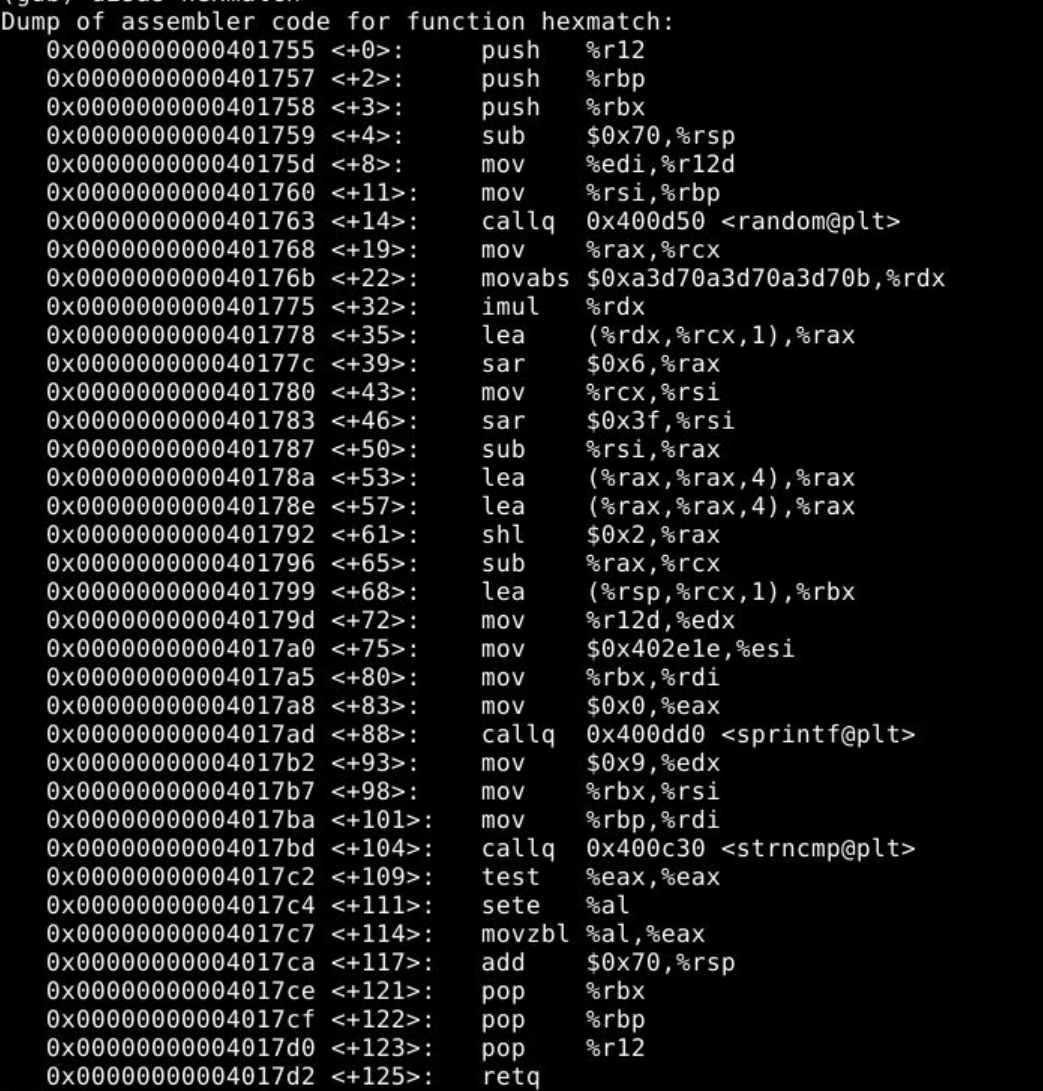 Dump of assembler code for function hexmatch:
0x0000000000401755 <+0>: push %r12
0x0000000000401757 <+2>: push %rbp
0x0000000000401758 <+3>: push %rbx
0x0000000000401759 <+4>: sub $0x70,%rsp
0x000000000040175d <+8>: mov %edi,%r12d
0x0000000000401760 <+11>: mov %rsi,%rbp
0x0000000000401763 <+14>: callq 0x400d50 <random@plt>
0x0000000000401768 <+19>: mov %rax,%rcx
0x000000000040176b <+22>: movabs $0xa3d70a3d70a3d70b,%rdx
0x0000000000401775 <+32>: imul %rdx
0x0000000000401778 <+35>: lea (%rdx,%rcx,1),%rax
0x000000000040177c <+39>: sar $0x6,%rax
0x0000000000401780 <+43>: mov %rcx,%rsi
0x0000000000401783 <+46>: sar $0x3f,%rsi
0x0000000000401787 <+50>: sub %rsi,%rax
0x000000000040178a <+53>: lea (%rax,%rax,4),%rax
0x000000000040178e <+57>: lea (%rax,%rax,4),%rax
0x0000000000401792 <+61>: shl $0x2,%rax
0x0000000000401796 <+65>: sub %rax,%rcx
0x0000000000401799 <+68>: lea (%rsp,%rcx,1),%rbx
0x000000000040179d <+72>: mov %r12d,%edx
0x00000000004017a0 <+75>: mov $0x402e1e,%esi
0x00000000004017a5 <+80>: mov %rbx,%rdi
0x00000000004017a8 <+83>: mov $0x0,%eax
0x00000000004017ad <+88>: callq 0x400dd0 <sprintf@plt>
0x00000000004017b2 <+93>: mov $0x9,%edx
0x00000000004017b7 <+98>: mov %rbx,%rsi
0x00000000004017ba <+101>: mov %rbp,%rdi
0x00000000004017bd <+104>: callq 0x400c30 <strncmp@plt>
0x00000000004017c2 <+109>: test %eax,%eax
0x00000000004017c4 <+111>: sete %al
0x00000000004017c7 <+114>: movzbl %al,%eax
0x00000000004017ca <+117>: add $0x70,%rsp
0x00000000004017ce <+121>: pop %rbx
0x00000000004017cf <+122>: pop %rbp
0x00000000004017d0 <+123>: pop %r12
0x00000000004017d2 <+125>: retq